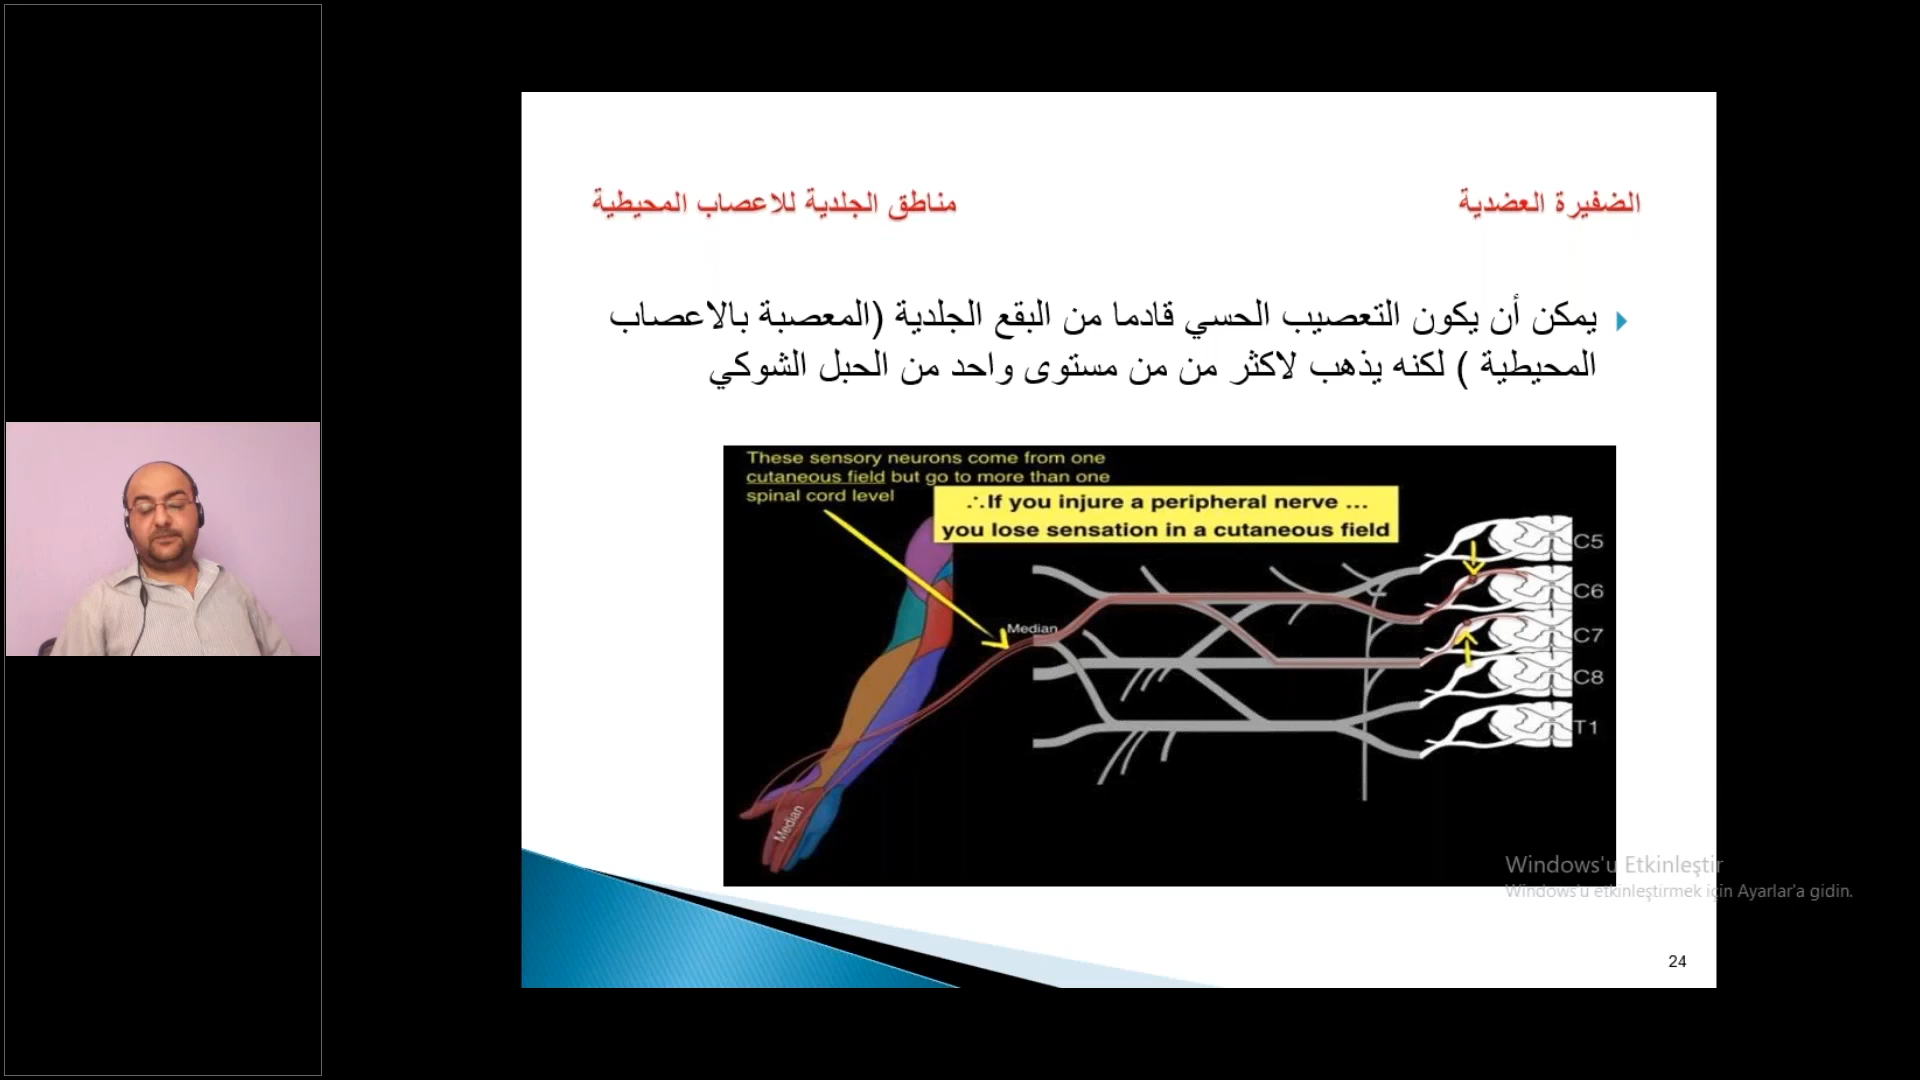 الضفيرة العضدية
مناطق الجلدية للاعصاب المحيطية
يمكن أن يكون التعصيب الحسي قادما من البقع الجلدية (المعصبة بالاعصاب
المحيطية ) لكنه يذهب لاكثر من من مستوى واحد من الحبل الشوكي
These sensory neurons come from one
cutaneous field but go to more than one
spinal cord level
∴If you injure a peripheral nerve ...
you lose sensation in a cutaneous field
C5
C6
Median
C7
C8
T1
Median
Windows'u Etkinleştir
Windows'u etkinleştirmek için Ayarlar'a gidin.
24